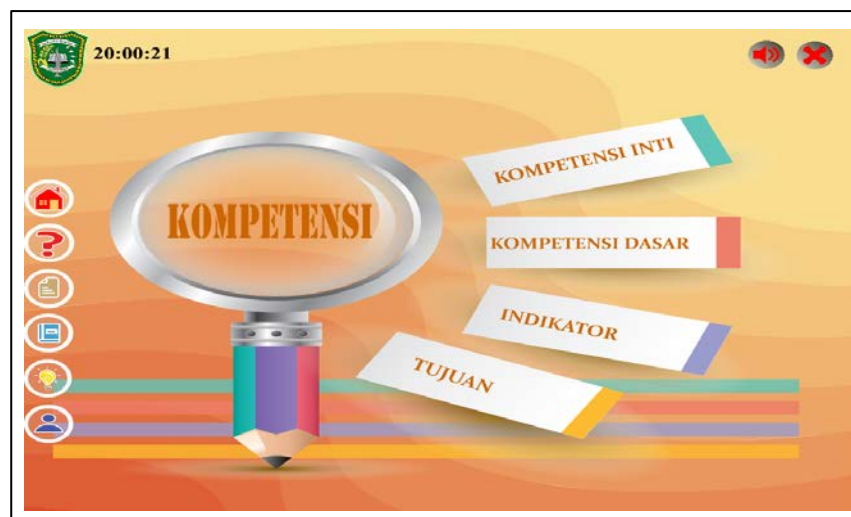 20:00:21
KOMPETENSI
KOMPETENSI INTI
KOMPETENSI DASAR
INDIKATOR
TUJUAN